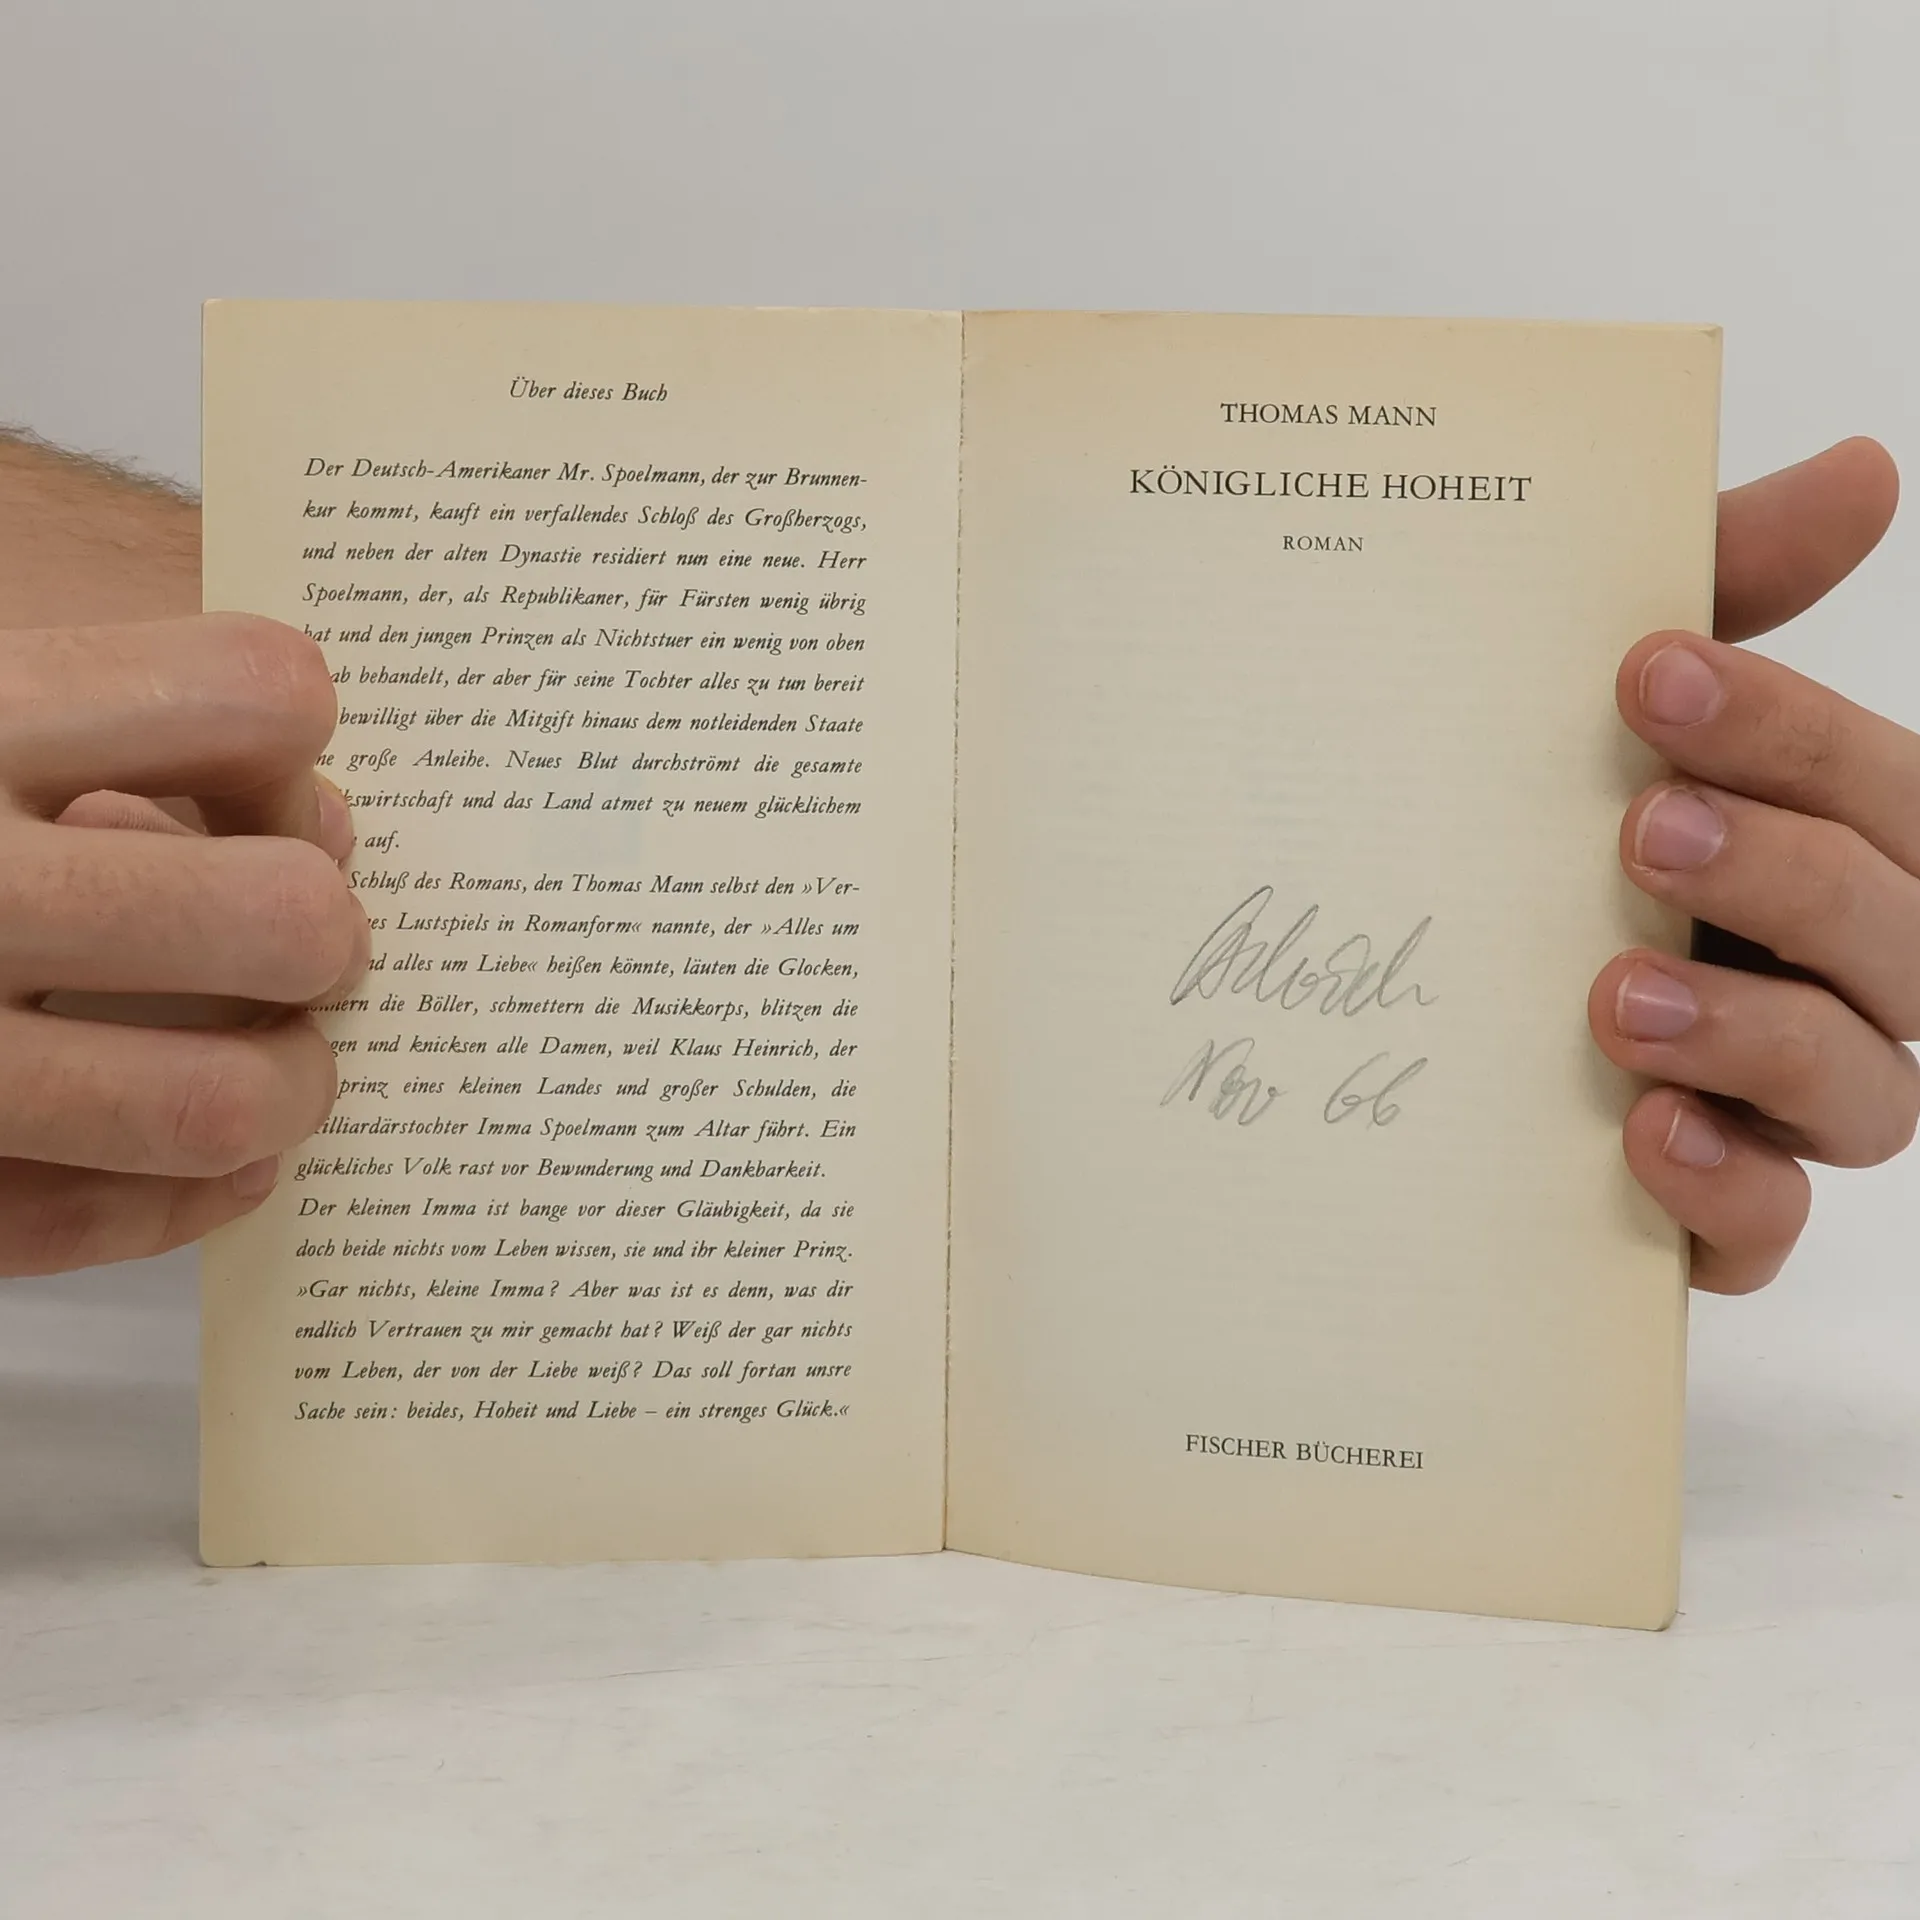 Über dieses Buch
Der Deutsch-Amerikaner Mr. Spoelmann, der zur Brunnen-
kur kommt, kauft ein verfallendes Schloß des Großherzogs,
und neben der alten Dynastie residiert nun eine neue. Herr
Spoelmann, der, als Republikaner, für Fürsten wenig übrig
hat und den jungen Prinzen als Nichtstuer ein wenig von oben
ab behandelt, der aber für seine Tochter alles zu tun bereit
bewilligt über die Mitgift hinaus dem notleidenden Staate
große Anleihe. Neues Blut durchströmt die gesamte
kswirtschaft und das Land atmet zu neuem glücklichem
auf.
Schluß des Romans, den Thomas Mann selbst den »Ver-
es Lustspiels in Romanform« nannte, der »Alles um
nd alles um Liebe« heißen könnte, läuten die Glocken,
die Böller, schmettern die Musikkorps, blitzen die
gen und knicksen alle Damen, weil Klaus Heinrich, der
prinz eines kleinen Landes und großer Schulden, die
illiardärstochter Imma Spoelmann zum Altar führt. Ein
glückliches Volk rast vor Bewunderung und Dankbarkeit.
Der kleinen Imma ist bange vor dieser Gläubigkeit, da sie
doch beide nichts vom Leben wissen, sie und ihr kleiner Prinz.
»Gar nichts, kleine Imma? Aber was ist es denn, was dir
endlich Vertrauen zu mir gemacht hat? Weiß der gar nichts
vom Leben, der von der Liebe weiß? Das soll fortan unsre
Sache sein: beides, Hoheit und Liebe – ein strenges Glück.«
THOMAS MANN
KÖNIGLICHE HOHEIT
ROMAN
Nov 66
FISCHER BÜCHEREI